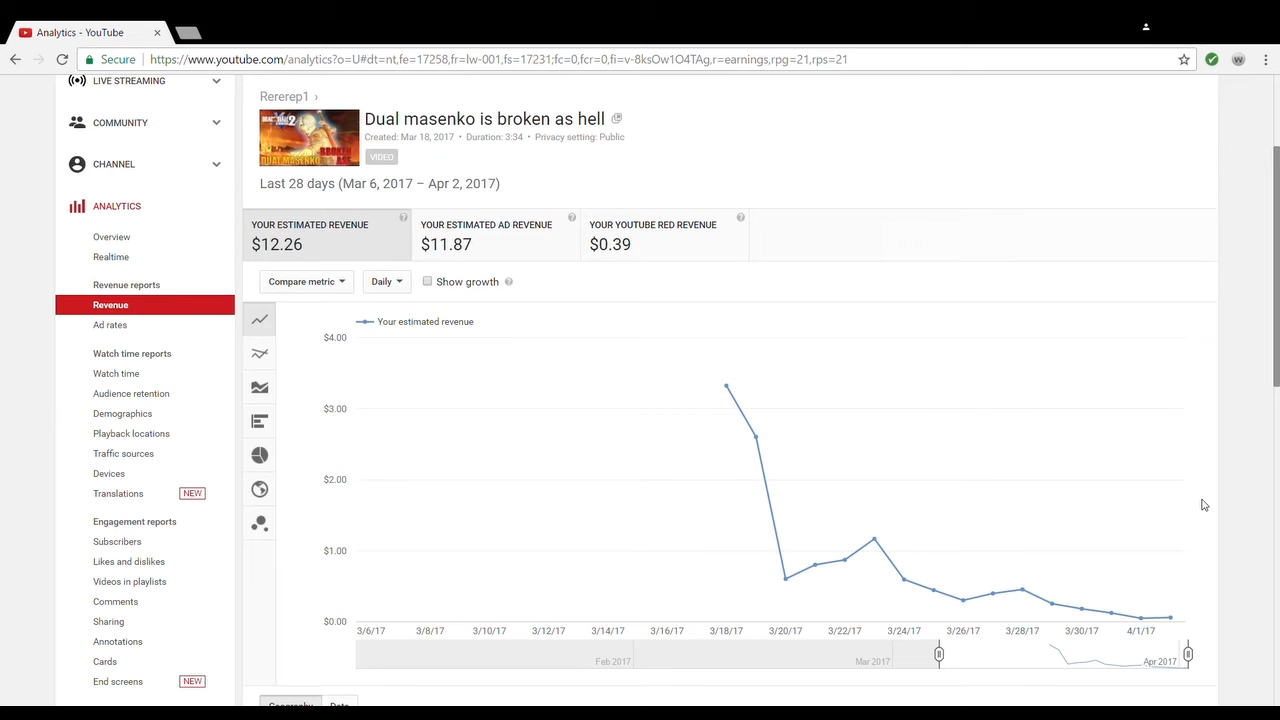 Analytics - YouTube
Secure https://www.youtube.com/analytics?o=U#dt=nt,fe=17258,fr=lw-001,fs=17231;fc=0,fcr=0,fi=v-8ksOw1O4TAg,r=earnings,rpg=21,rps=21
LIVE STREAMING
COMMUNITY
CHANNEL
ANALYTICS
Overview
Realtime
Revenue reports
Revenue
Ad rates
Watch time reports
Watch time
Audience retention
Demographics
Playback locations
Traffic sources
Devices
Translations NEW
Engagement reports
Subscribers
Likes and dislikes
Videos in playlists
Comments
Sharing
Annotations
Cards
End screens NEW
Rererep1 ›
DUAL MASENKO BROKEN ASF
Dual masenko is broken as hell
Created: Mar 18, 2017 • Duration: 3:34 • Privacy setting: Public
VIDEO
Last 28 days (Mar 6, 2017 – Apr 2, 2017)
YOUR ESTIMATED REVENUE ?
$12.26
YOUR ESTIMATED AD REVENUE ?
$11.87
YOUR YOUTUBE RED REVENUE ?
$0.39
Compare metric Daily Show growth ?
Your estimated revenue
$4.00
$3.00
$2.00
$1.00
$0.00
3/6/17 3/8/17 3/10/17 3/12/17 3/14/17 3/16/17 3/18/17 3/20/17 3/22/17 3/24/17 3/26/17 3/28/17 3/30/17 4/1/17
Feb 2017 Mar 2017 Apr 2017
Geography Date